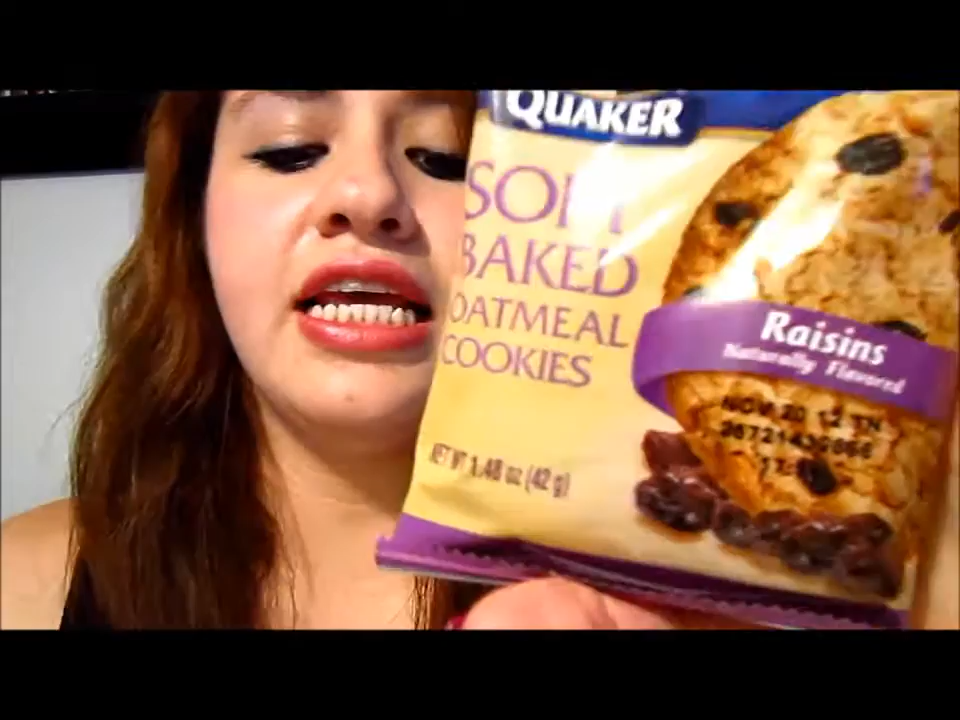 QUAKER
SOFT
BAKED
OATMEAL
COOKIES
Raisins
Naturally Flavored
NOV 20 12 TN
NET WT 1.48 oz (42 g)